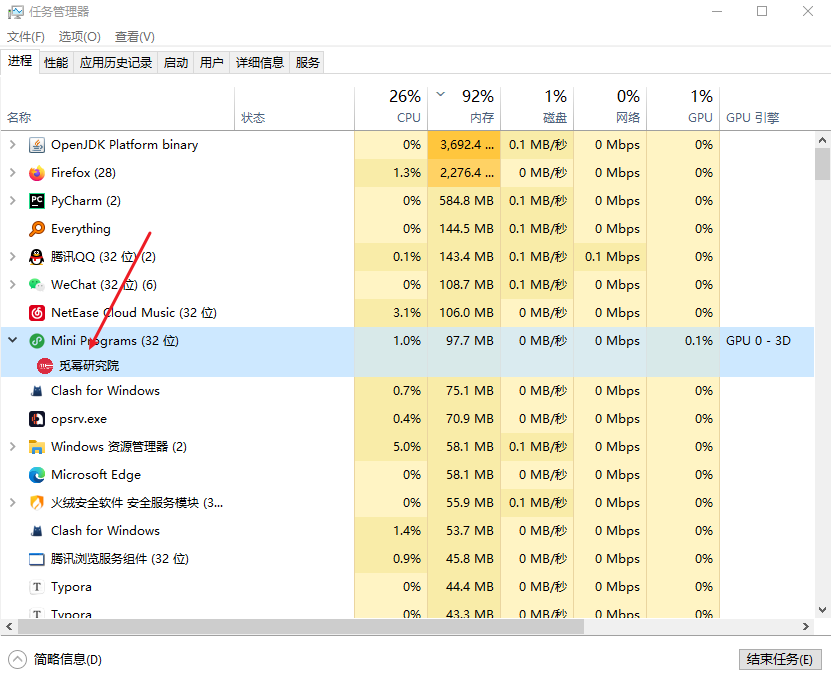 任务管理器
文件(F) 选项(O) 查看(V)
进程 性能 应用历史记录 启动 用户 详细信息 服务
26% 92% 1% 0% 1%
名称 状态 CPU 内存 磁盘 网络 GPU GPU 引擎
OpenJDK Platform binary 0% 3,692.4 ... 0.1 MB/秒 0 Mbps 0%
Firefox (28) 1.3% 2,276.4 ... 0 MB/秒 0 Mbps 0%
PyCharm (2) 0% 584.8 MB 0.1 MB/秒 0 Mbps 0%
Everything 0% 144.5 MB 0.1 MB/秒 0 Mbps 0%
腾讯QQ (32 位) (2) 0.1% 143.4 MB 0.1 MB/秒 0.1 Mbps 0%
WeChat (32 位) (6) 0% 108.7 MB 0.1 MB/秒 0 Mbps 0%
NetEase Cloud Music (32 位) 3.1% 106.0 MB 0 MB/秒 0 Mbps 0%
Mini Programs (32 位) 1.0% 97.7 MB 0 MB/秒 0 Mbps 0.1% GPU 0 - 3D
觅幂研究院
Clash for Windows 0.7% 75.1 MB 0 MB/秒 0 Mbps 0%
opsrv.exe 0.4% 70.9 MB 0 MB/秒 0 Mbps 0%
Windows 资源管理器 (2) 5.0% 58.1 MB 0.1 MB/秒 0 Mbps 0%
Microsoft Edge 0% 58.1 MB 0 MB/秒 0 Mbps 0%
火绒安全软件 安全服务模块 (3... 0% 55.9 MB 0.1 MB/秒 0 Mbps 0%
Clash for Windows 1.4% 53.7 MB 0 MB/秒 0 Mbps 0%
腾讯浏览服务组件 (32 位) 0.9% 45.8 MB 0 MB/秒 0 Mbps 0%
Typora 0% 44.4 MB 0 MB/秒 0 Mbps 0%
Typora 0% 43.3 MB 0 MB/秒 0 Mbps 0%
简略信息(D) 结束任务(E)